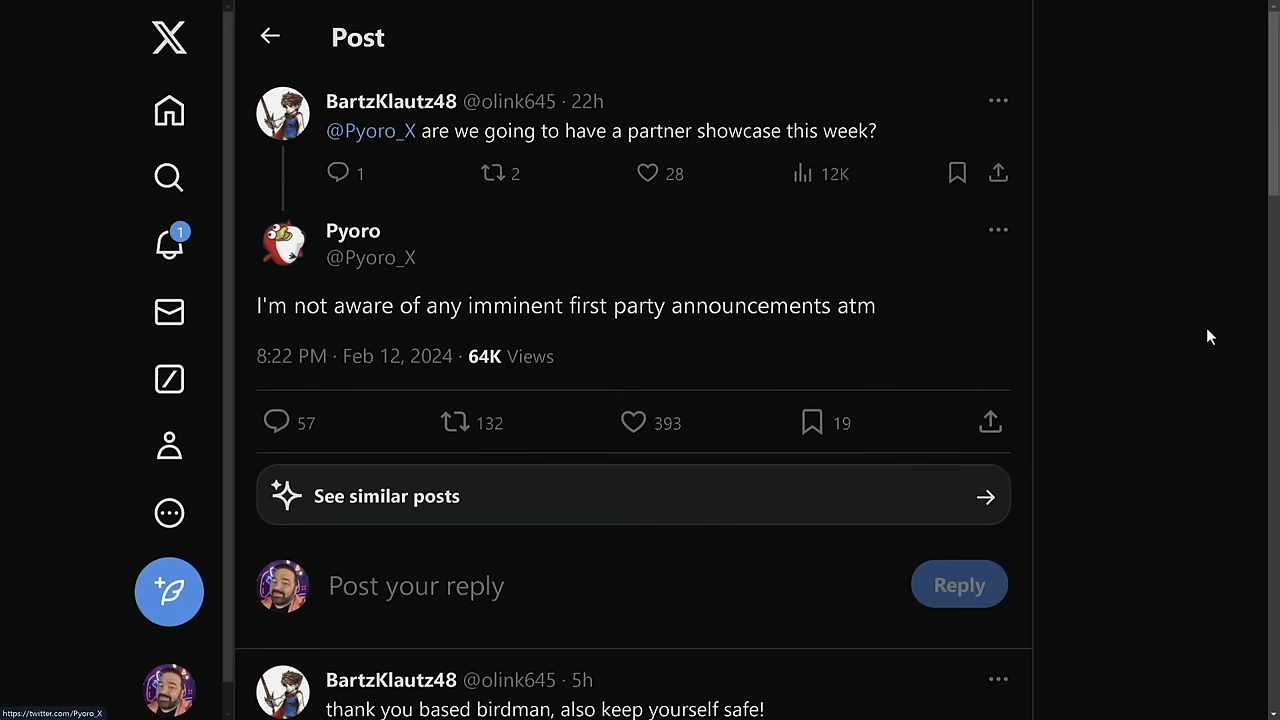 Post
BartzKlautz48 @olink645 · 22h
@Pyoro_X are we going to have a partner showcase this week?
1 2 28 12K
Pyoro
@Pyoro_X
I'm not aware of any imminent first party announcements atm
8:22 PM · Feb 12, 2024 · 64K Views
57 132 393 19
See similar posts
Post your reply
Reply
BartzKlautz48 @olink645 · 5h
thank you based birdman, also keep yourself safe!
1
https://twitter.com/Pyoro_X